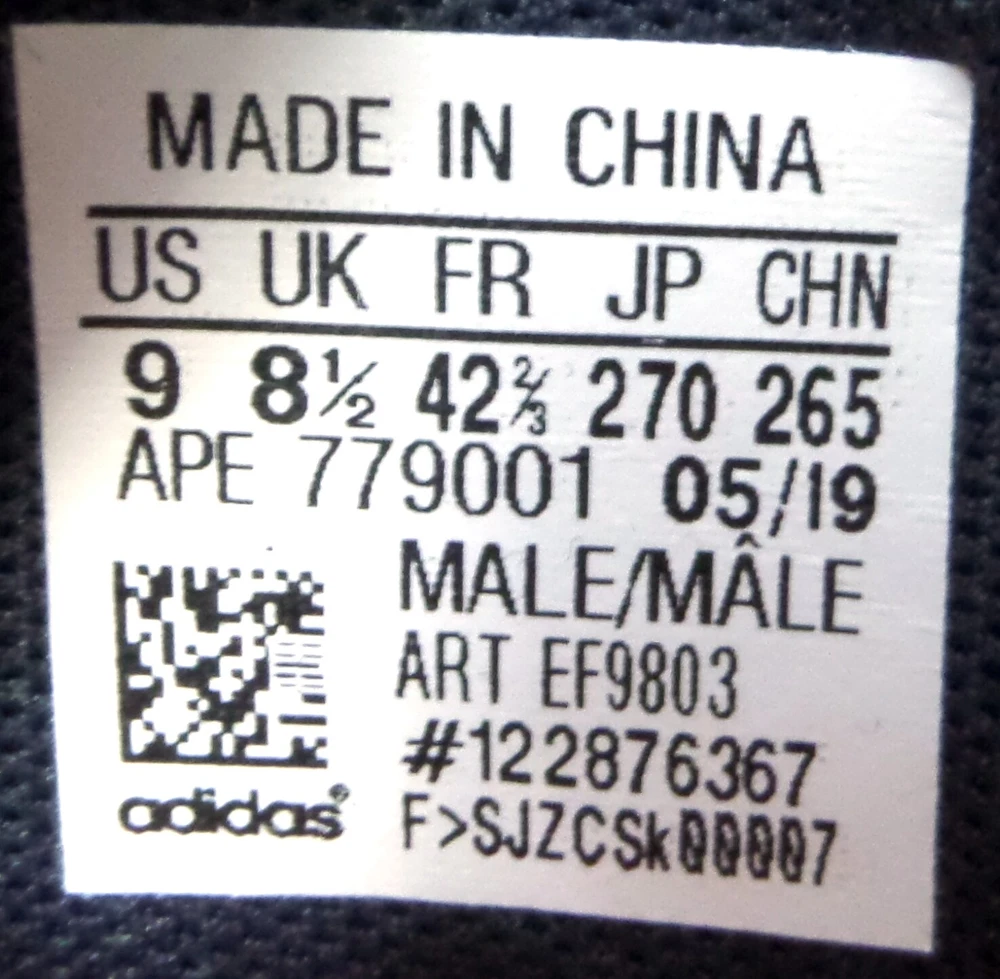 MADE IN CHINA
US UK FR JP CHN
9 8½ 42⅔ 270 265
APE 779001 05/19
MALE/MÂLE
ART EF9803
#122876367
adidas® F>SJZCSk00007